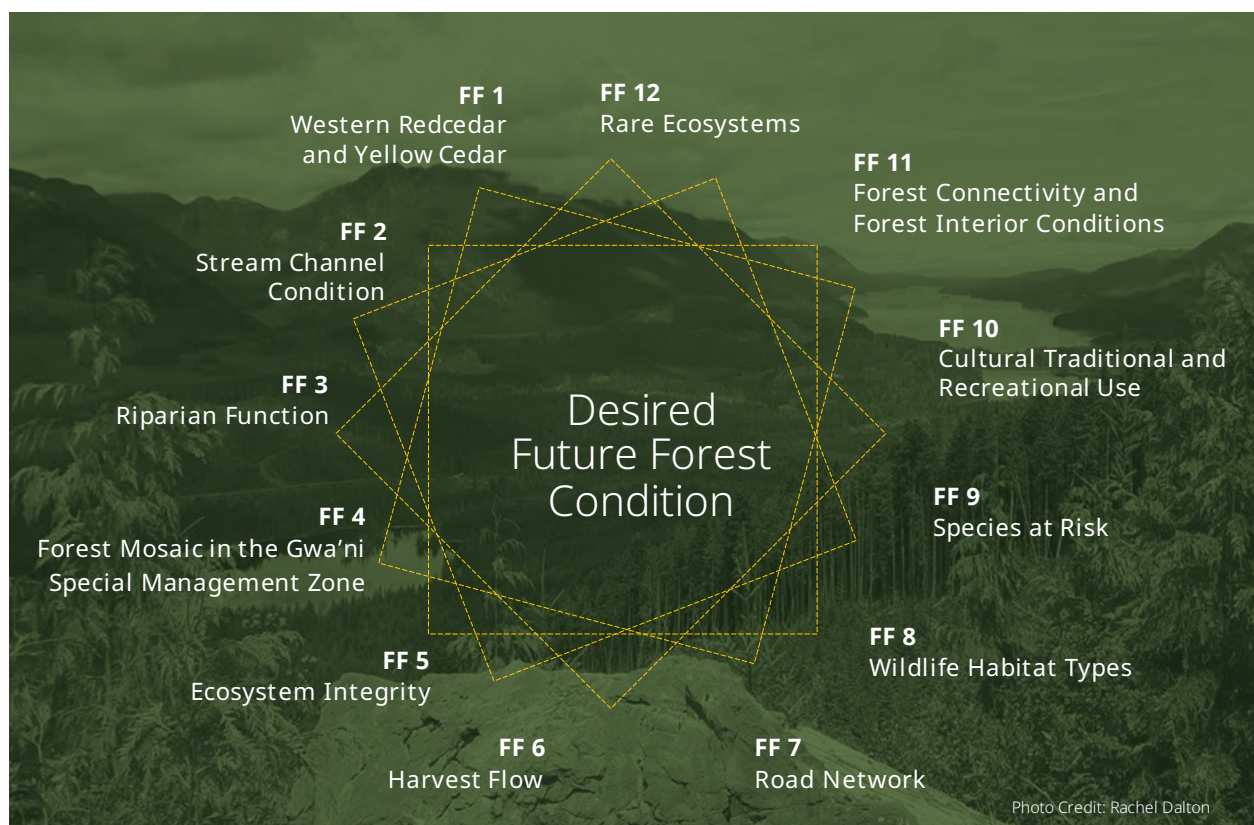 FF 1
Western Redcedar
and Yellow Cedar
FF 2
Stream Channel
Condition
FF 3
Riparian Function
FF 4
Forest Mosaic in the Gwa’ni
Special Management Zone
FF 5
Ecosystem Integrity
FF 6
Harvest Flow
FF 7
Road Network
FF 8
Wildlife Habitat Types
FF 9
Species at Risk
FF 10
Cultural Traditional and
Recreational Use
FF 11
Forest Connectivity and
Forest Interior Conditions
FF 12
Rare Ecosystems
Desired
Future Forest
Condition
Photo Credit: Rachel Dalton